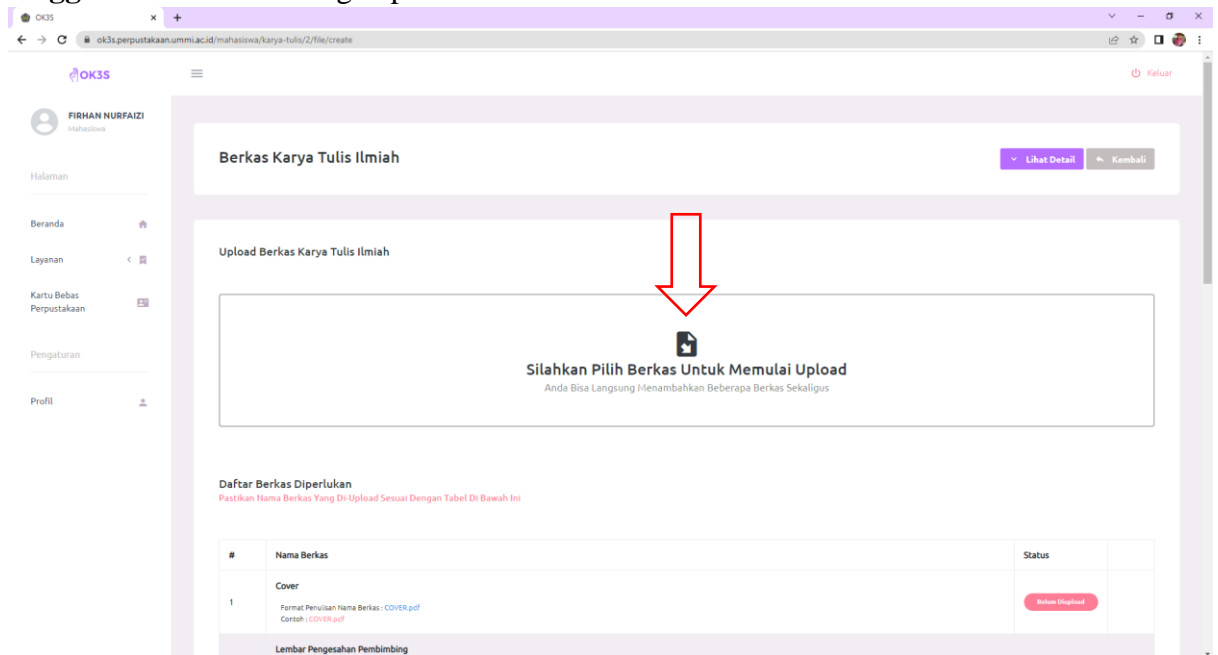 OK3S
ok3s.perpustakaan.ummi.ac.id/mahasiswa/karya-tulis/2/file/create
OK3S
Keluar
FIRHAN NURFAIZI
Mahasiswa
Berkas Karya Tulis Ilmiah
Lihat Detail
Kembali
Halaman
Beranda
Layanan
Kartu Bebas
Perpustakaan
Pengaturan
Profil
Upload Berkas Karya Tulis Ilmiah
Silahkan Pilih Berkas Untuk Memulai Upload
Anda Bisa Langsung Menambahkan Beberapa Berkas Sekaligus
Daftar Berkas Diperlukan
Pastikan Nama Berkas Yang Di-Upload Sesuai Dengan Tabel Di Bawah Ini
# Nama Berkas Status
Cover
1 Format Penulisan Nama Berkas : COVER.pdf Belum Diupload
Contoh : COVER.pdf
Lembar Pengesahan Pembimbing